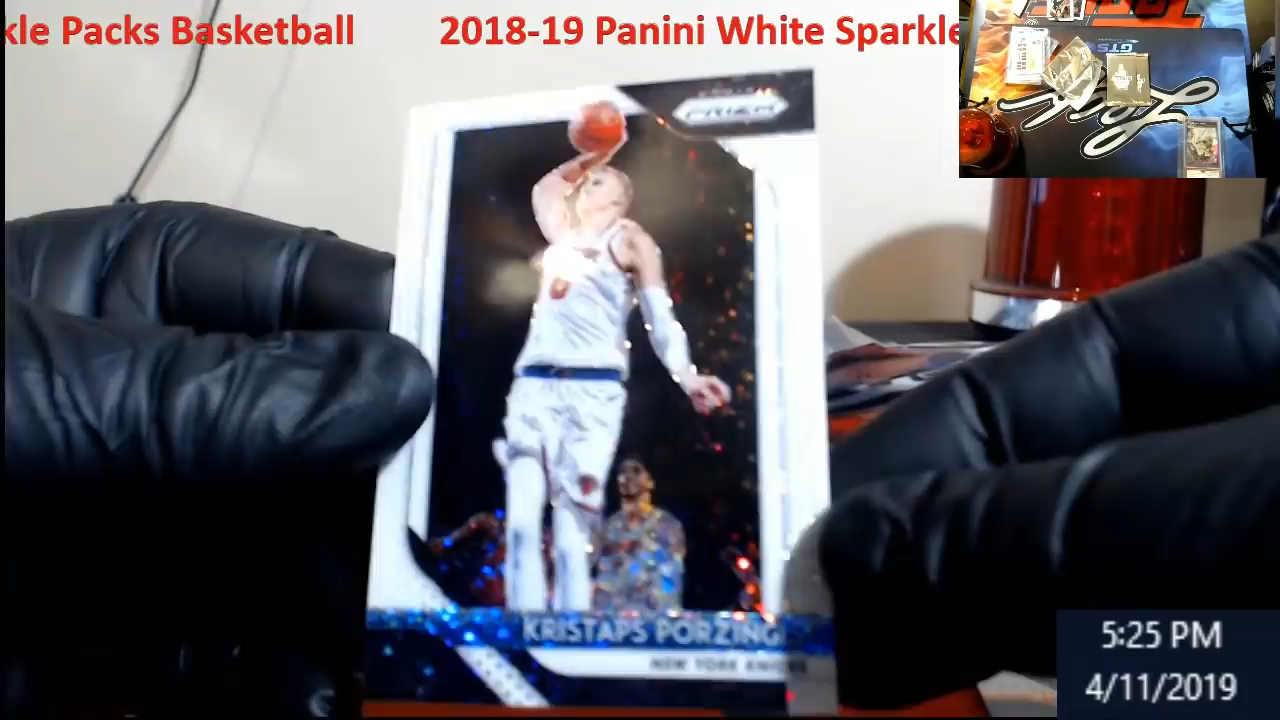 kle Packs Basketball 2018-19 Panini White Sparkle
PRIZM
KRISTAPS PORZING
NEW YORK KNICKS
5:25 PM
4/11/2019